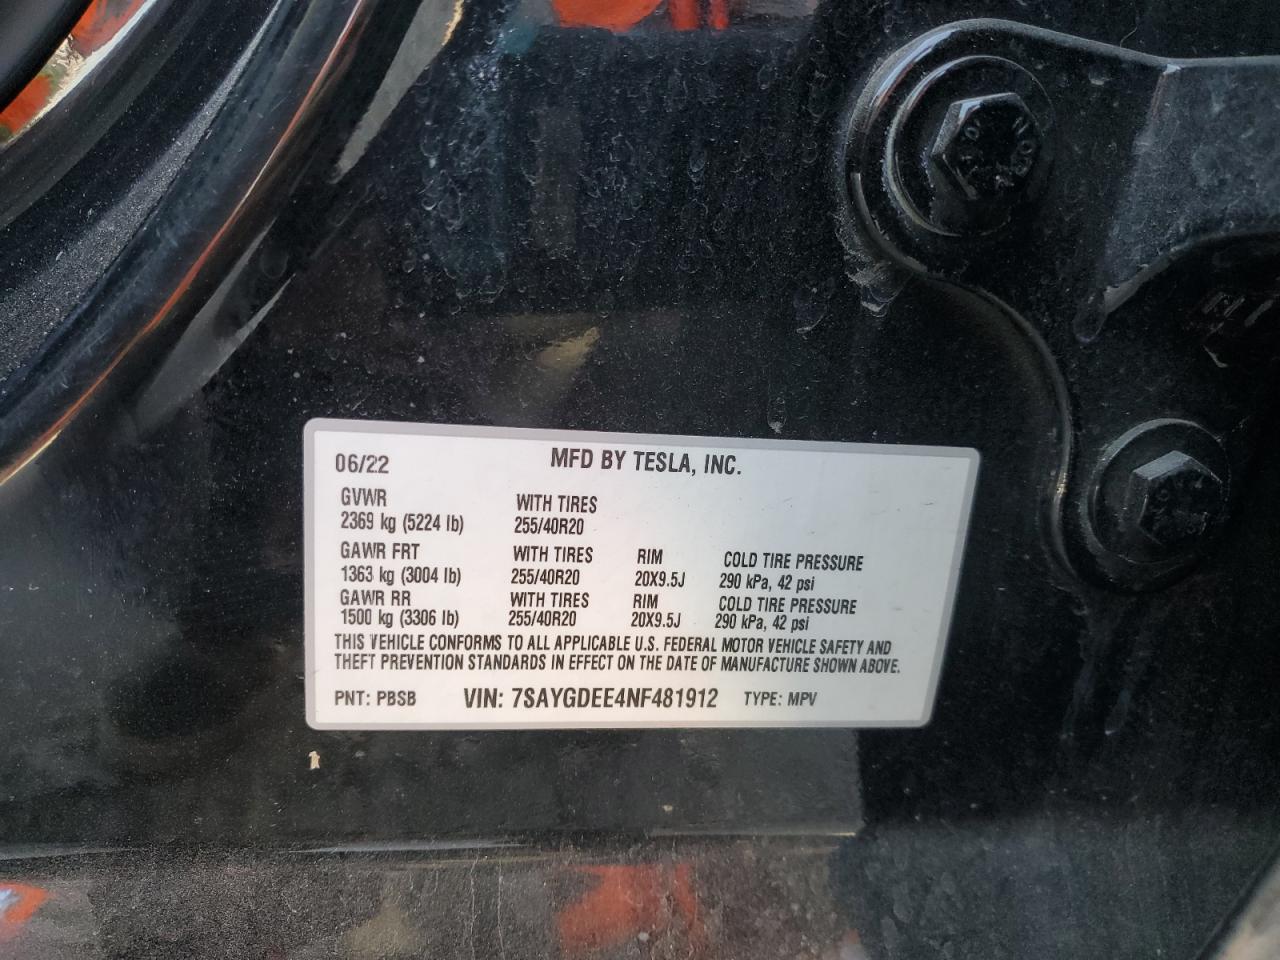 06/22 MFD BY TESLA, INC.
GVWR WITH TIRES
2369 kg (5224 lb) 255/40R20
GAWR FRT WITH TIRES RIM COLD TIRE PRESSURE
1363 kg (3004 lb) 255/40R20 20X9.5J 290 kPa, 42 psi
GAWR RR WITH TIRES RIM COLD TIRE PRESSURE
1500 kg (3306 lb) 255/40R20 20X9.5J 290 kPa, 42 psi
THIS VEHICLE CONFORMS TO ALL APPLICABLE U.S. FEDERAL MOTOR VEHICLE SAFETY AND
THEFT PREVENTION STANDARDS IN EFFECT ON THE DATE OF MANUFACTURE SHOWN ABOVE.
PNT: PBSB VIN: 7SAYGDEE4NF481912 TYPE: MPV